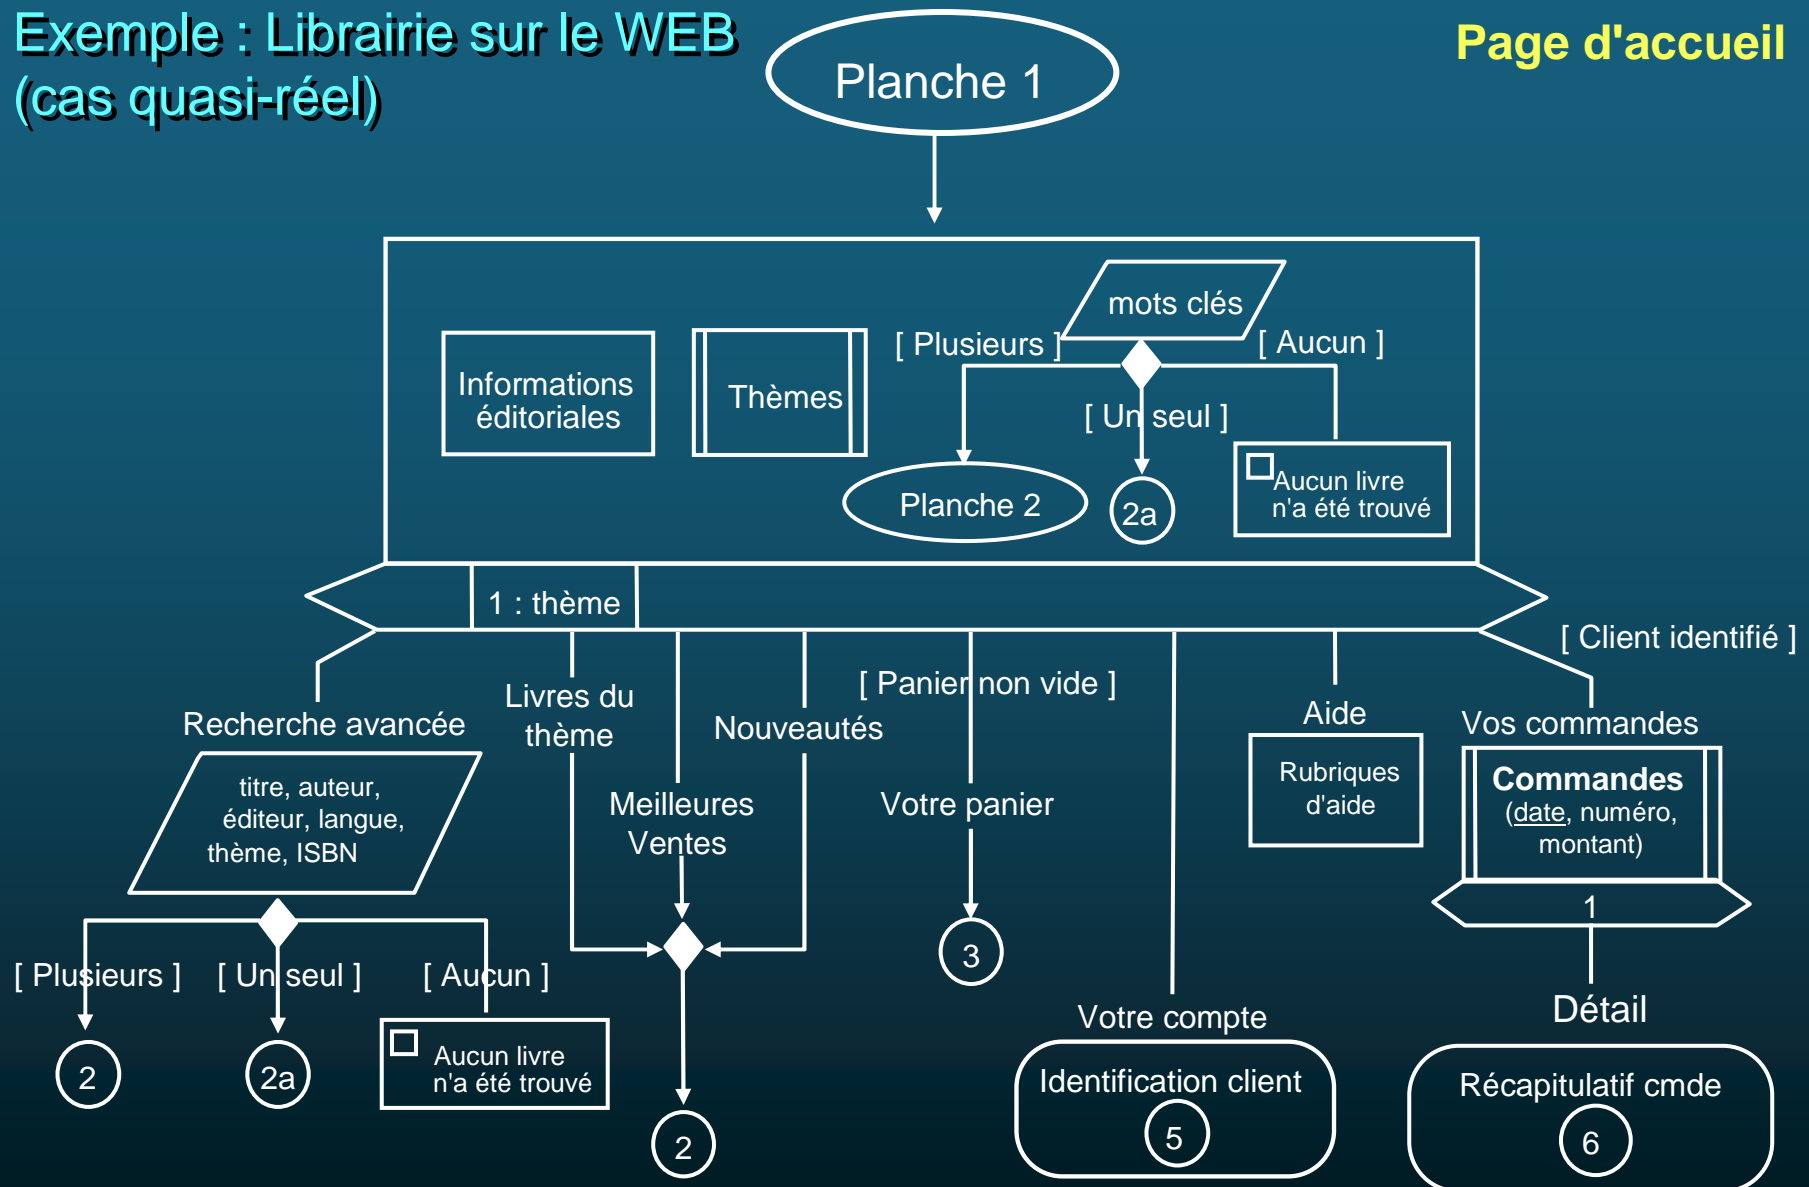 Exemple : Librairie sur le WEB
(cas quasi-réel)
Planche 1
Page d'accueil
mots clés
[ Plusieurs ]
[ Aucun ]
Informations
éditoriales
Thèmes
[ Un seul ]
Planche 2
2a
Aucun livre
n'a été trouvé
1 : thème
[ Client identifié ]
[ Panier non vide ]
Livres du
thème
Recherche avancée
Nouveautés
Aide
Vos commandes
titre, auteur,
éditeur, langue,
thème, ISBN
Meilleures
Ventes
Votre panier
Rubriques
d'aide
Commandes
(date, numéro,
montant)
1
[ Plusieurs ]
[ Un seul ]
[ Aucun ]
3
Votre compte
Détail
2
2a
Aucun livre
n'a été trouvé
2
Identification client
5
Récapitulatif cmde
6